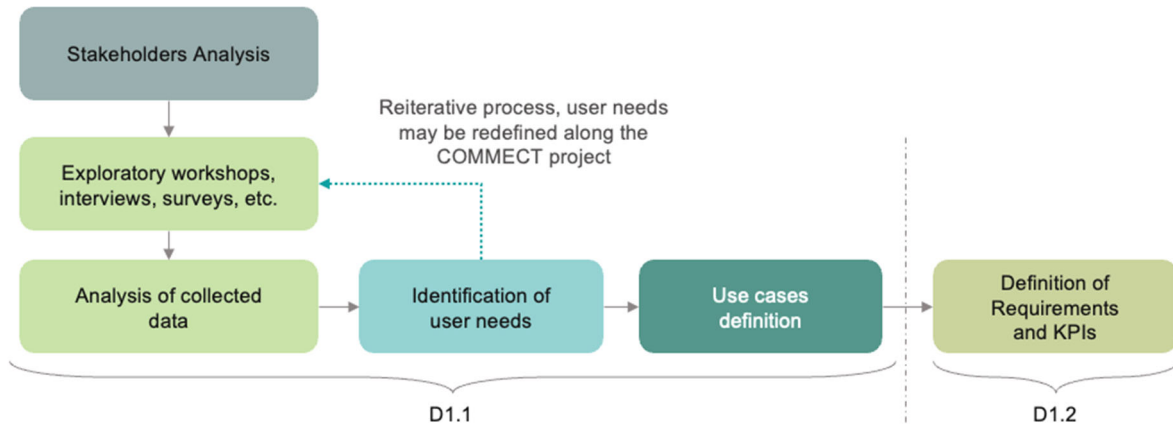 Stakeholders Analysis
Reiterative process, user needs
may be redefined along the
COMMECT project
Exploratory workshops,
interviews, surveys, etc.
Analysis of collected
data
Identification of
user needs
Use cases
definition
Definition of
Requirements
and KPIs
D1.1
D1.2